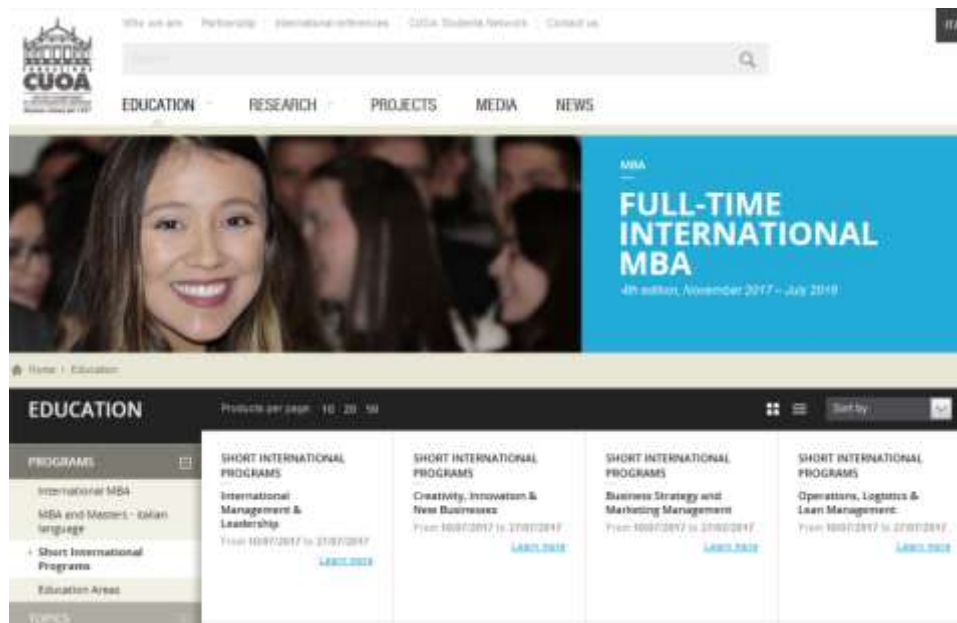 Who we are Partnership International references CUOA Students Network Contact us
ITA
Search
FONDAZIONE
CUOA
EDUCATION RESEARCH PROJECTS MEDIA NEWS
MBA
FULL-TIME
INTERNATIONAL
MBA
4th edition, November 2017 – July 2018
Home › Education
EDUCATION
Products per page: 10 20 50
Sort by
PROGRAMS
International MBA
MBA and Masters - italian
language
Short International
Programs
Education Areas
TOPICS
SHORT INTERNATIONAL
PROGRAMS
International
Management &
Leadership
From 10/07/2017 to 27/07/2017
Learn more
SHORT INTERNATIONAL
PROGRAMS
Creativity, Innovation &
New Businesses
From 10/07/2017 to 27/07/2017
Learn more
SHORT INTERNATIONAL
PROGRAMS
Business Strategy and
Marketing Management
From 10/07/2017 to 27/07/2017
Learn more
SHORT INTERNATIONAL
PROGRAMS
Operations, Logistics &
Lean Management
From 10/07/2017 to 27/07/2017
Learn more